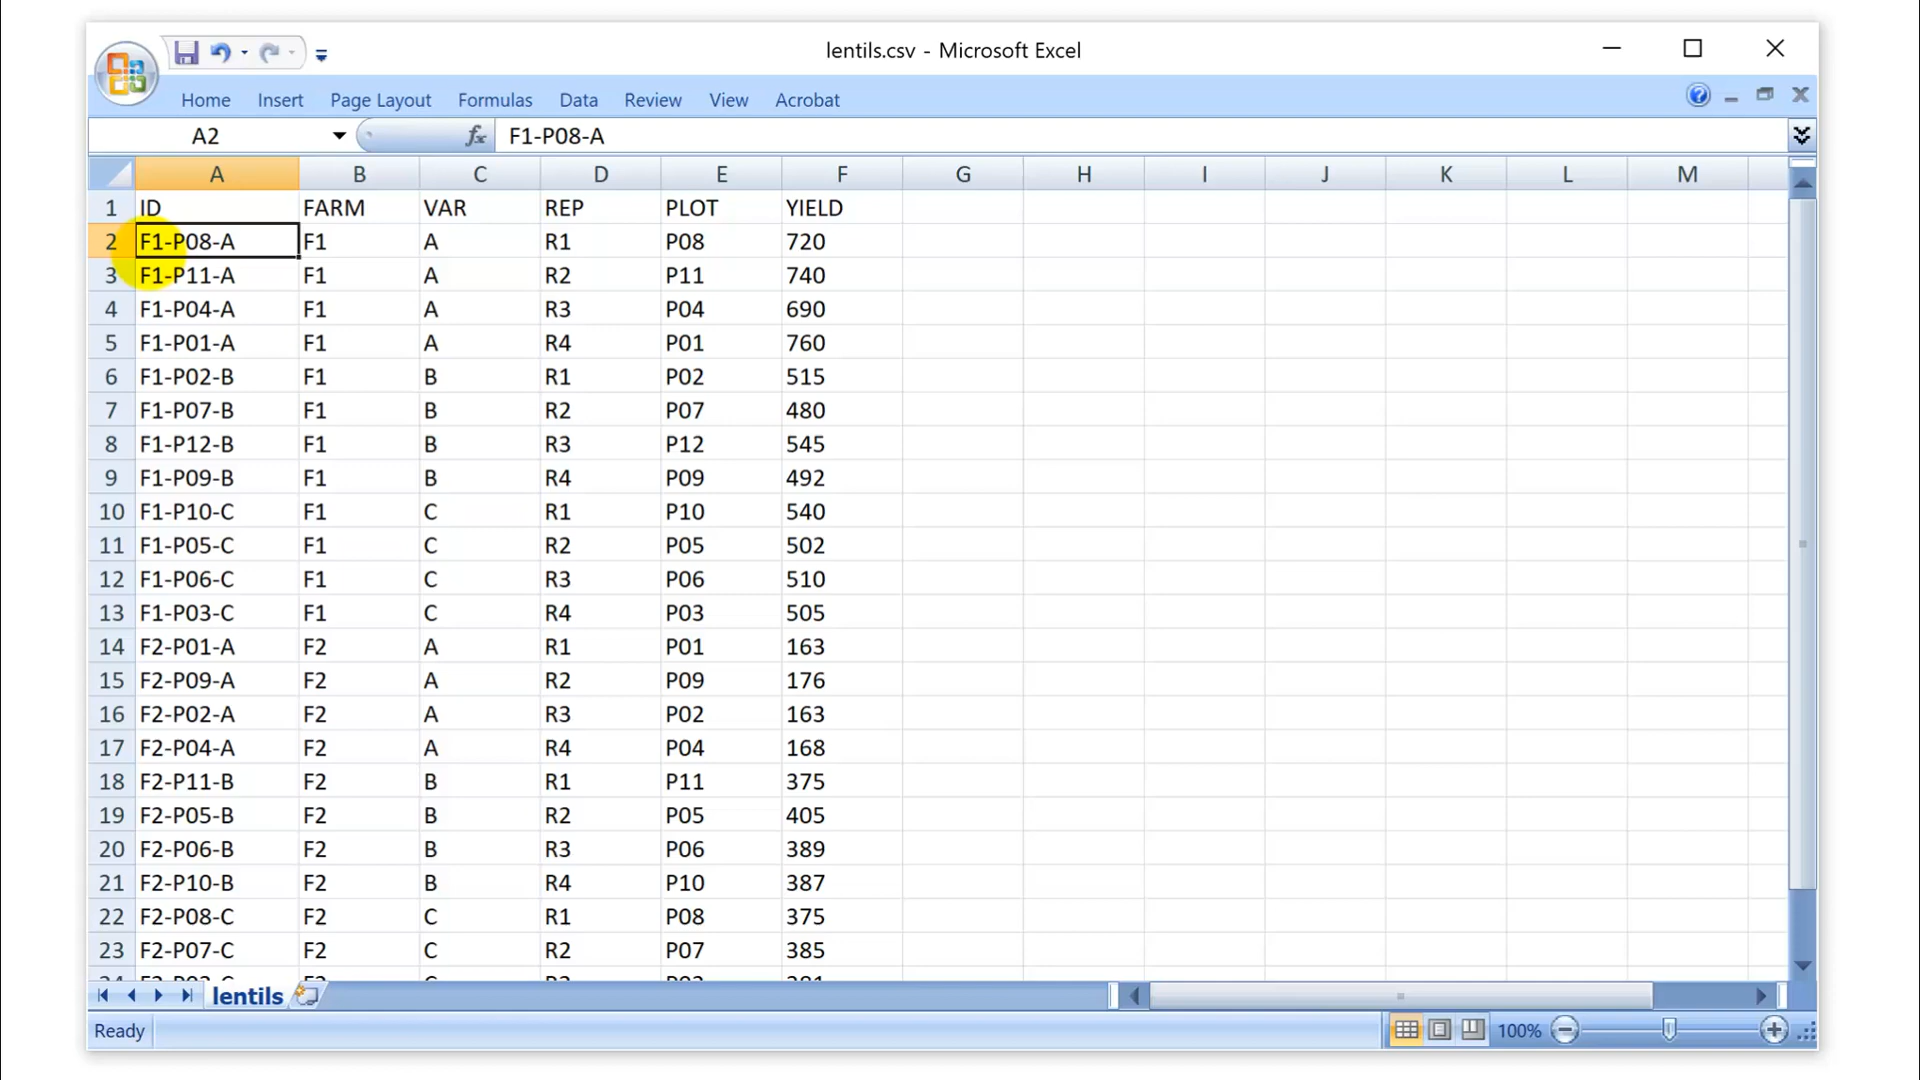 lentils.csv - Microsoft Excel
Home Insert Page Layout Formulas Data Review View Acrobat
A2 fx F1-P08-A
A B C D E F G H I J K L M
1 ID FARM VAR REP PLOT YIELD
2 F1-P08-A F1 A R1 P08 720
3 F1-P11-A F1 A R2 P11 740
4 F1-P04-A F1 A R3 P04 690
5 F1-P01-A F1 A R4 P01 760
6 F1-P02-B F1 B R1 P02 515
7 F1-P07-B F1 B R2 P07 480
8 F1-P12-B F1 B R3 P12 545
9 F1-P09-B F1 B R4 P09 492
10 F1-P10-C F1 C R1 P10 540
11 F1-P05-C F1 C R2 P05 502
12 F1-P06-C F1 C R3 P06 510
13 F1-P03-C F1 C R4 P03 505
14 F2-P01-A F2 A R1 P01 163
15 F2-P09-A F2 A R2 P09 176
16 F2-P02-A F2 A R3 P02 163
17 F2-P04-A F2 A R4 P04 168
18 F2-P11-B F2 B R1 P11 375
19 F2-P05-B F2 B R2 P05 405
20 F2-P06-B F2 B R3 P06 389
21 F2-P10-B F2 B R4 P10 387
22 F2-P08-C F2 C R1 P08 375
23 F2-P07-C F2 C R2 P07 385
lentils
Ready 100%